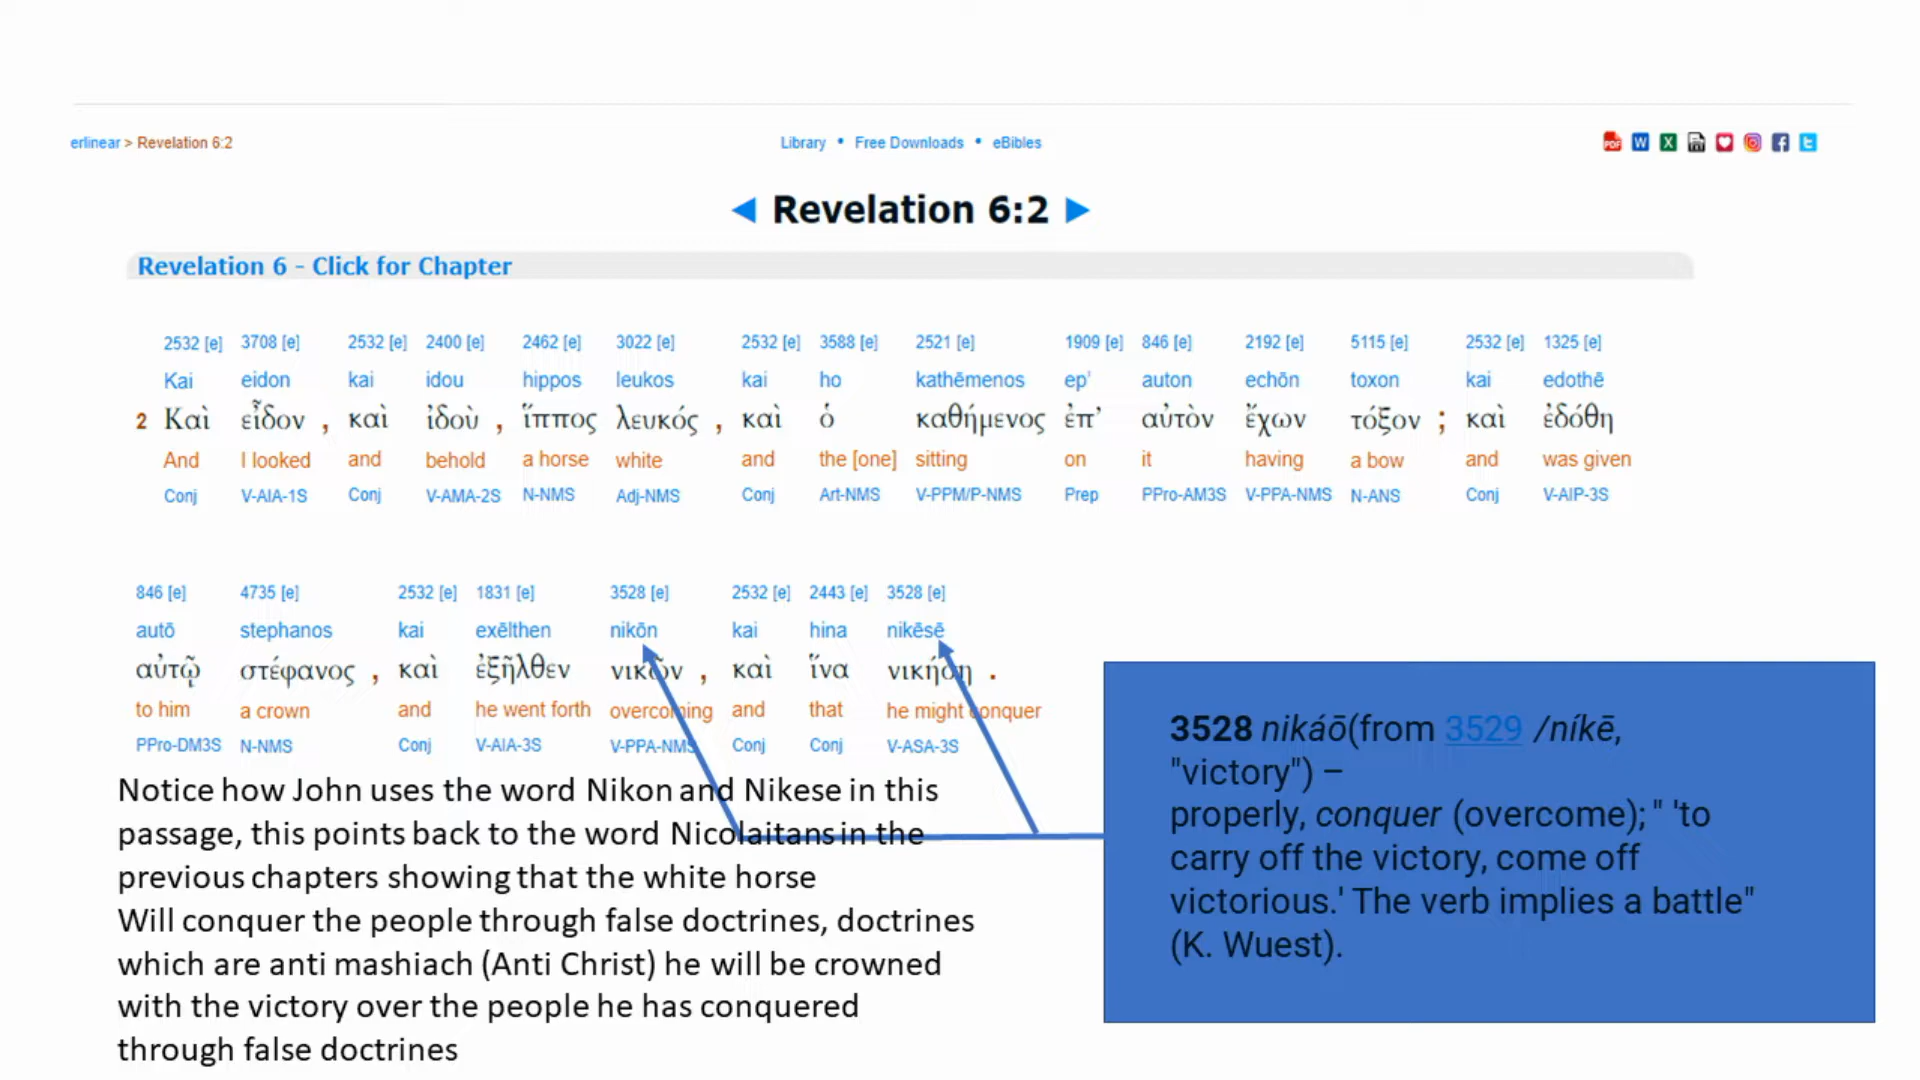 erlinear > Revelation 6:2
Library • Free Downloads • eBibles
◄ Revelation 6:2 ►
Revelation 6 - Click for Chapter
2532 [e] 3708 [e] 2532 [e] 2400 [e] 2462 [e] 3022 [e] 2532 [e] 3588 [e] 2521 [e] 1909 [e] 846 [e] 2192 [e] 5115 [e] 2532 [e] 1325 [e]
Kai eidon kai idou hippos leukos kai ho kathēmenos ep' auton echōn toxon kai edothē
2 Καὶ εἶδον , καὶ ἰδοὺ , ἵππος λευκός , καὶ ὁ καθήμενος ἐπ’ αὐτὸν ἔχων τόξον ; καὶ ἐδόθη
And I looked and behold a horse white and the [one] sitting on it having a bow and was given
Conj V-AIA-1S Conj V-AMA-2S N-NMS Adj-NMS Conj Art-NMS V-PPM/P-NMS Prep PPro-AM3S V-PPA-NMS N-ANS Conj V-AIP-3S
846 [e] 4735 [e] 2532 [e] 1831 [e] 3528 [e] 2532 [e] 2443 [e] 3528 [e]
autō stephanos kai exēlthen nikōn kai hina nikēsē
αὐτῷ στέφανος , καὶ ἐξῆλθεν νικῶν , καὶ ἵνα νικήσῃ .
to him a crown and he went forth overcoming and that he might conquer
PPro-DM3S N-NMS Conj V-AIA-3S V-PPA-NMS Conj Conj V-ASA-3S
Notice how John uses the word Nikon and Nikese in this
passage, this points back to the word Nicolaitans in the
previous chapters showing that the white horse
Will conquer the people through false doctrines, doctrines
which are anti mashiach (Anti Christ) he will be crowned
with the victory over the people he has conquered
through false doctrines
3528 nikáō(from 3529 /níkē,
"victory") –
properly, conquer (overcome); " 'to
carry off the victory, come off
victorious.' The verb implies a battle"
(K. Wuest).